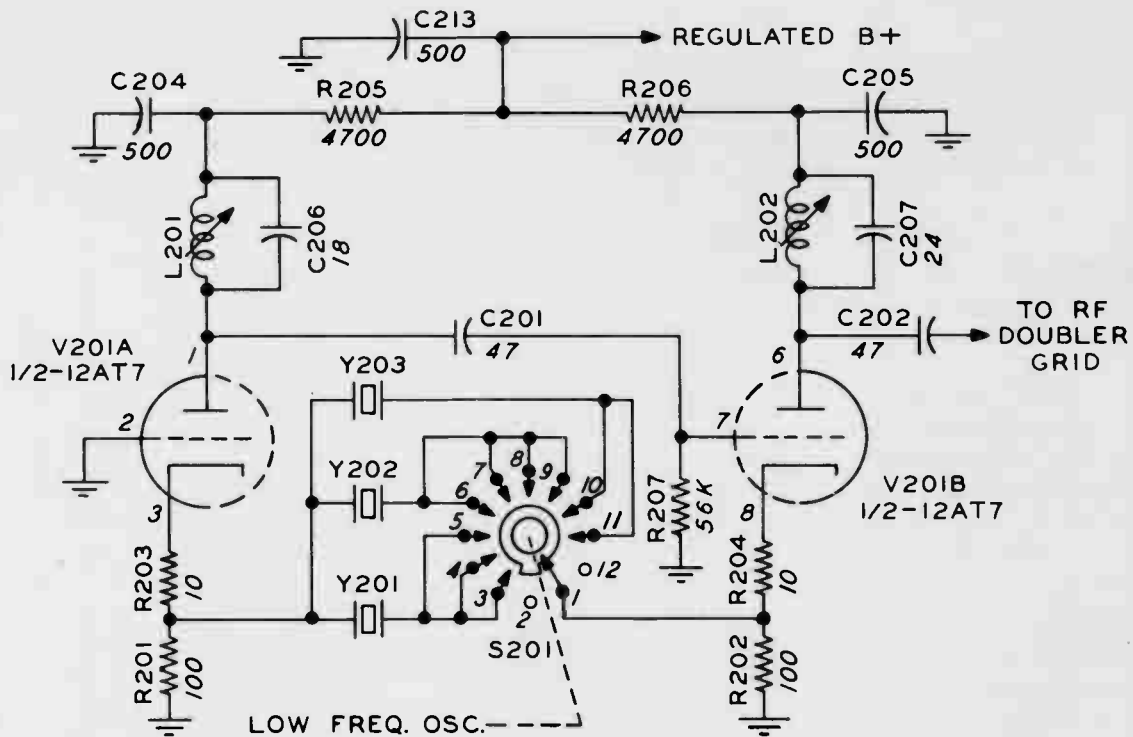 C213
500
REGULATED B+
C204
500
R205
4700
R206
4700
C205
500
L201
C206
18
L202
C207
24
V201A
1/2-12AT7
1
2
3
C201
47
6
C202
47
TO RF
DOUBLER
GRID
Y203
Y202
Y201
7
8
9
6
10
5
11
4
12
3
2
1
S201
R207
56K
7
8
V201B
1/2-12AT7
R203
10
R201
100
R204
10
R202
100
LOW FREQ. OSC.